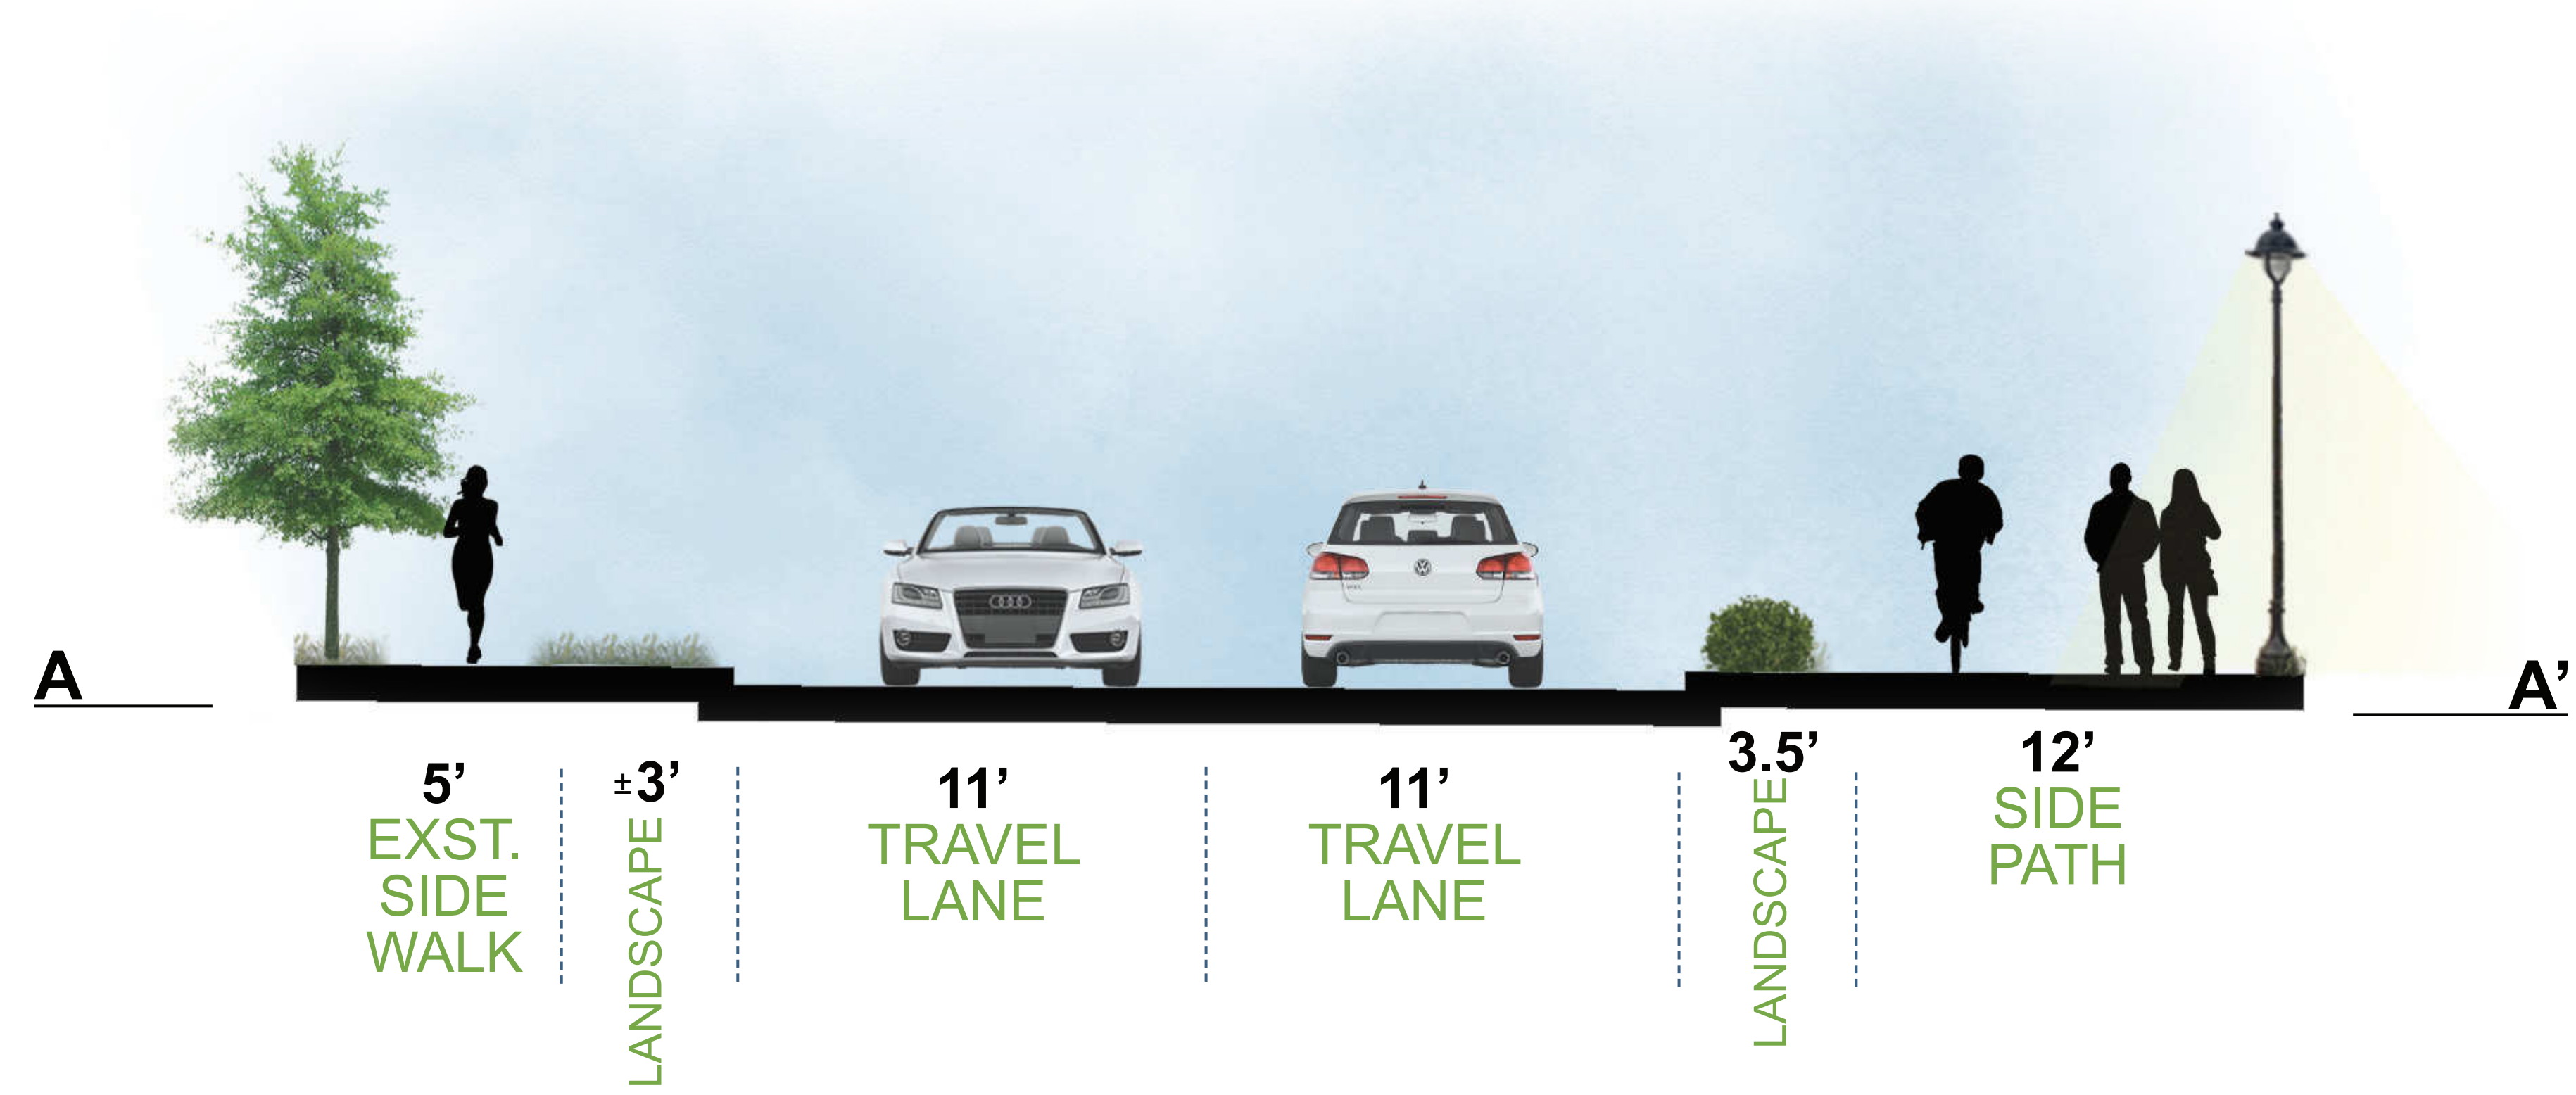 A
A’
5’
EXST.
SIDE
WALK
±3’
LANDSCAPE
11’
TRAVEL
LANE
11’
TRAVEL
LANE
3.5’
LANDSCAPE
12’
SIDE
PATH